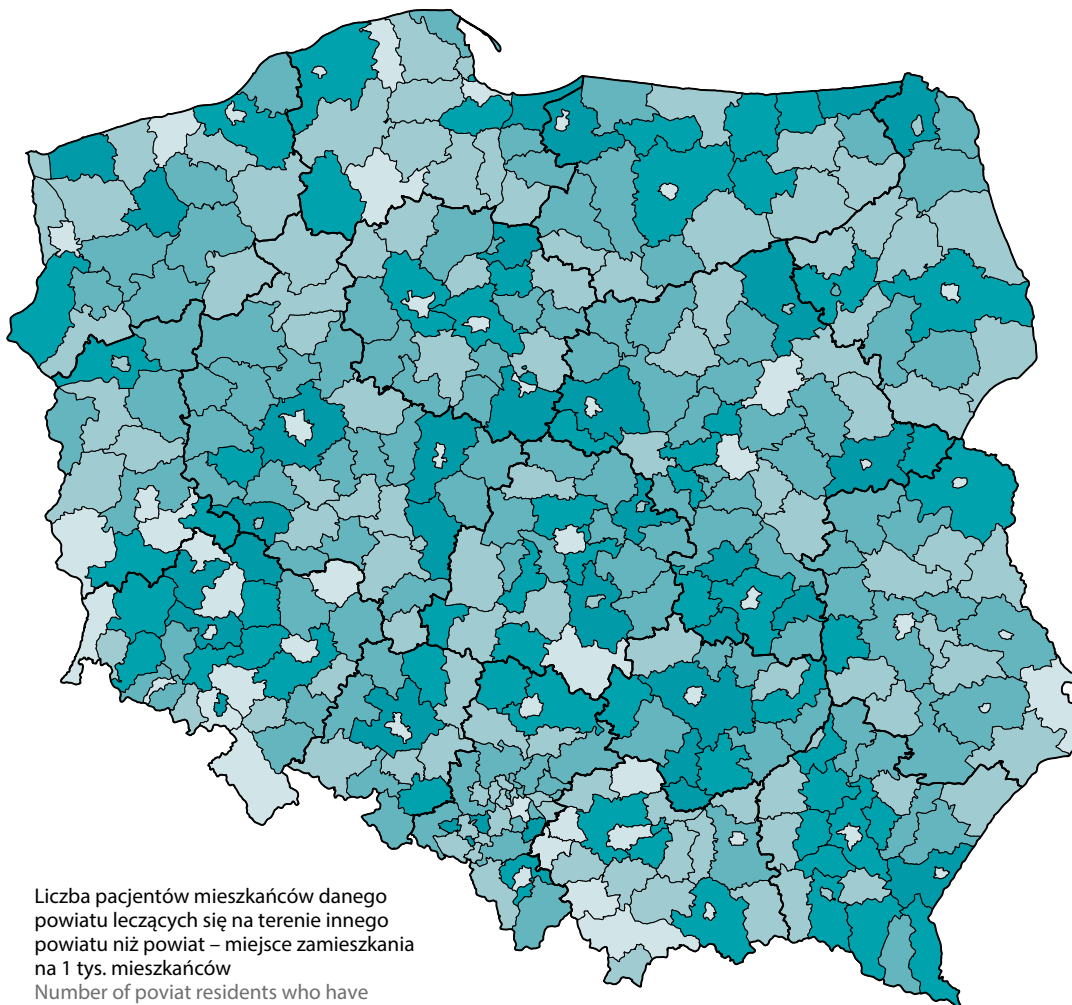 Liczba pacjentów mieszkańców danego
powiatu leczących się na terenie innego
powiatu niż powiat – miejsce zamieszkania
na 1 tys. mieszkańców
Number of poviat residents who have